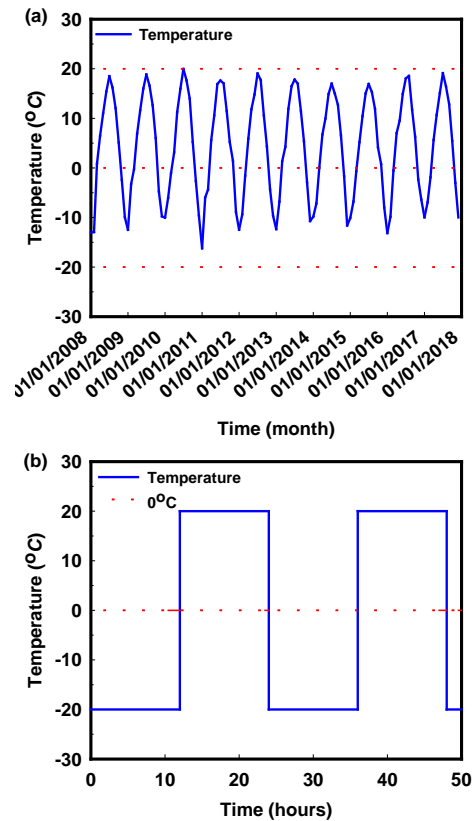 (a)
Temperature
30
20
10
0
-10
-20
-30
Temperature (°C)
01/01/2008
01/01/2009
01/01/2010
01/01/2011
01/01/2012
01/01/2013
01/01/2014
01/01/2015
01/01/2016
01/01/2017
01/01/2018
Time (month)
(b)
Temperature
0°C
30
20
10
0
-10
-20
-30
Temperature (°C)
0 10 20 30 40 50
Time (hours)